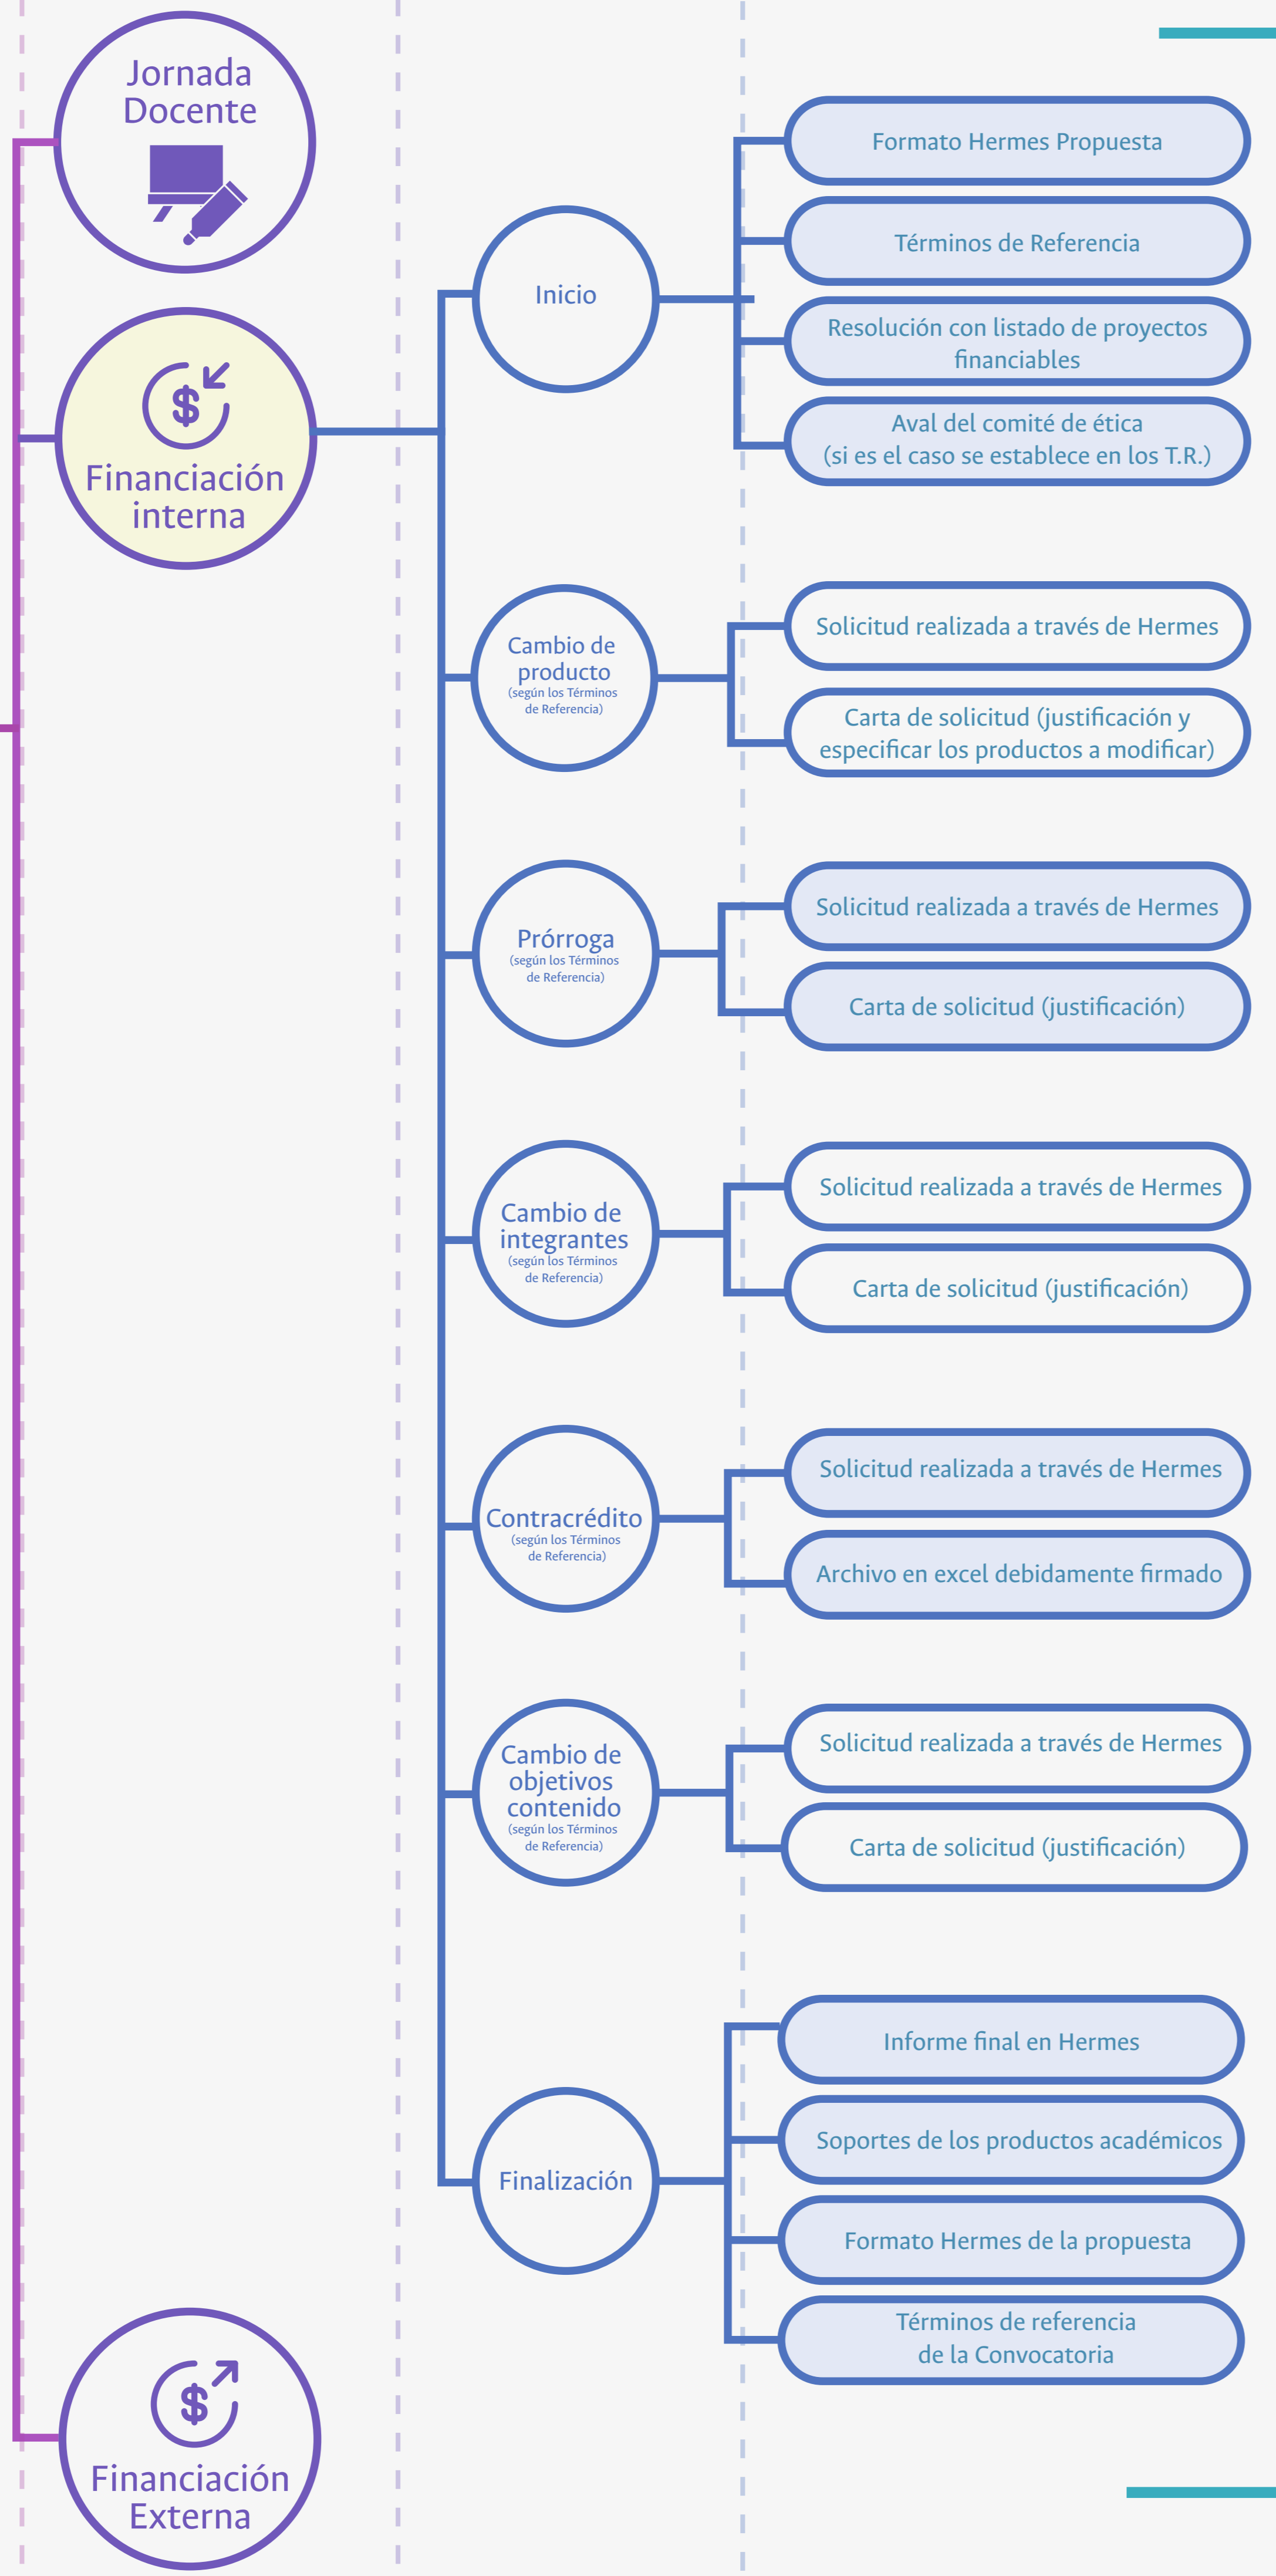 Jornada
Docente
Financiación
interna
Inicio
Formato Hermes Propuesta
Términos de Referencia
Resolución con listado de proyectos
financiables
Aval del comité de ética
(si es el caso se establece en los T.R.)
Cambio de
producto
(según los Términos
de Referencia)
Solicitud realizada a través de Hermes
Carta de solicitud (justificación y
especificar los productos a modificar)
Prórroga
(según los Términos
de Referencia)
Solicitud realizada a través de Hermes
Carta de solicitud (justificación)
Cambio de
integrantes
(según los Términos
de Referencia)
Solicitud realizada a través de Hermes
Carta de solicitud (justificación)
Contracrédito
(según los Términos
de Referencia)
Solicitud realizada a través de Hermes
Archivo en excel debidamente firmado
Cambio de
objetivos
contenido
(según los Términos
de Referencia)
Solicitud realizada a través de Hermes
Carta de solicitud (justificación)
Finalización
Informe final en Hermes
Soportes de los productos académicos
Formato Hermes de la propuesta
Términos de referencia
de la Convocatoria
Financiación
Externa